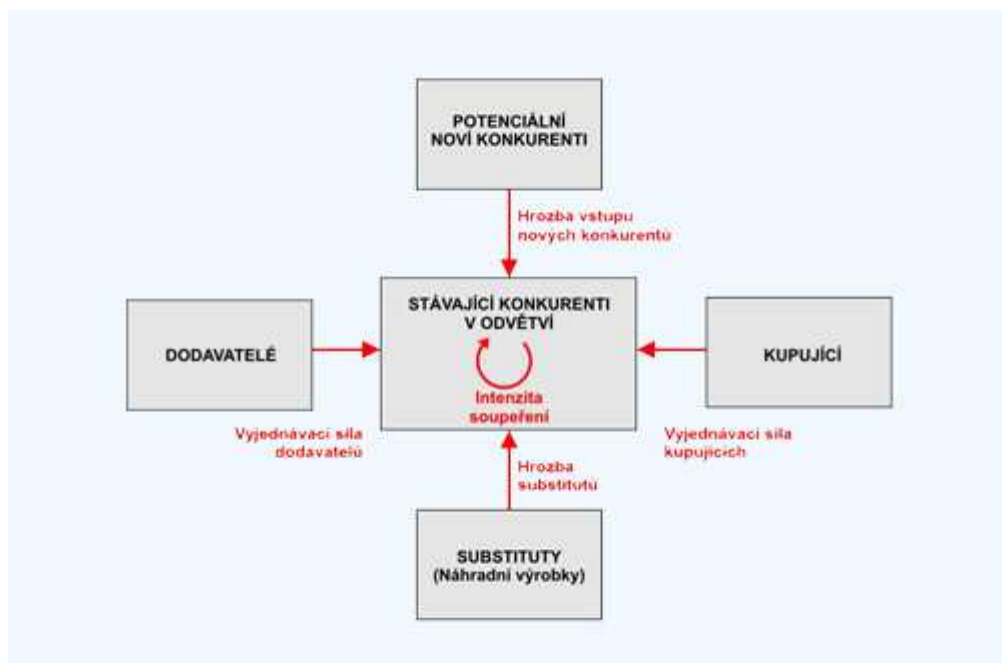 POTENCIÁLNÍ
NOVÍ KONKURENTI
Hrozba vstupu
nových konkurentů
STÁVAJÍCÍ KONKURENTI
V ODVĚTVÍ
Intenzita
soupeření
DODAVATELÉ
KUPUJÍCÍ
Vyjednávací síla
dodavatelů
Vyjednávací síla
kupujících
Hrozba
substitutů
SUBSTITUTY
(Náhradní výrobky)